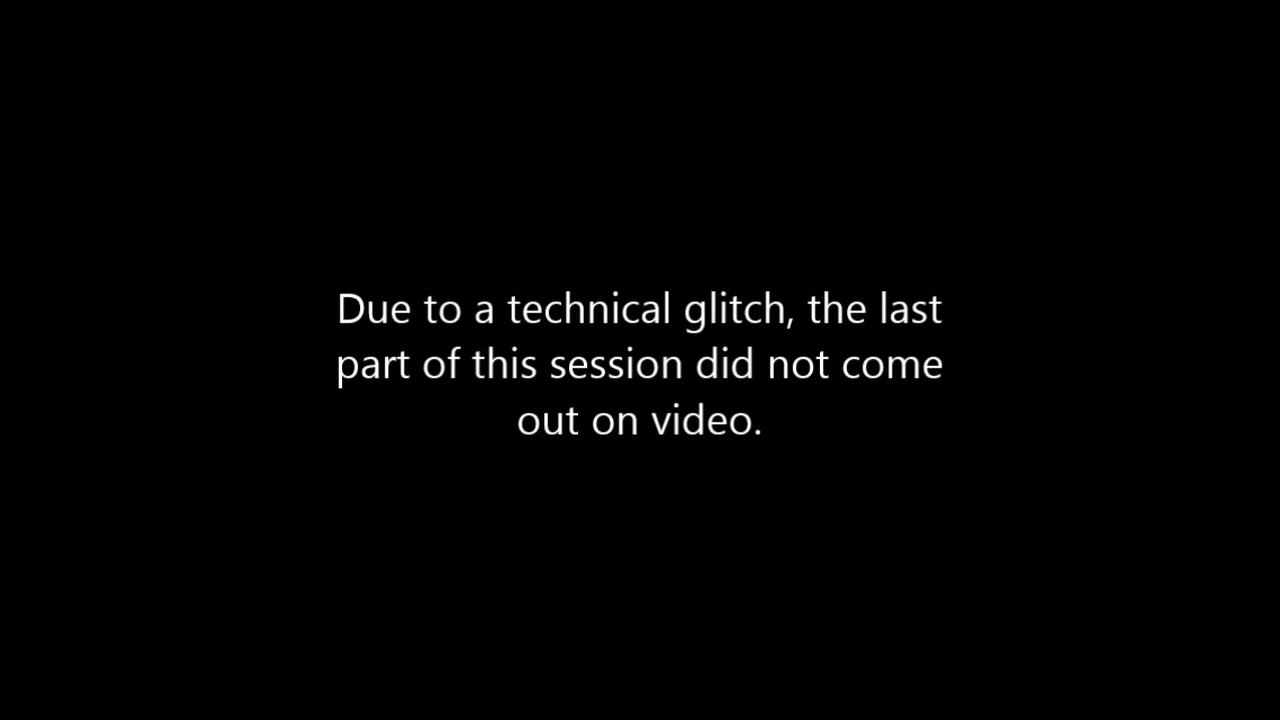 Due to a technical glitch, the last
part of this session did not come
out on video.